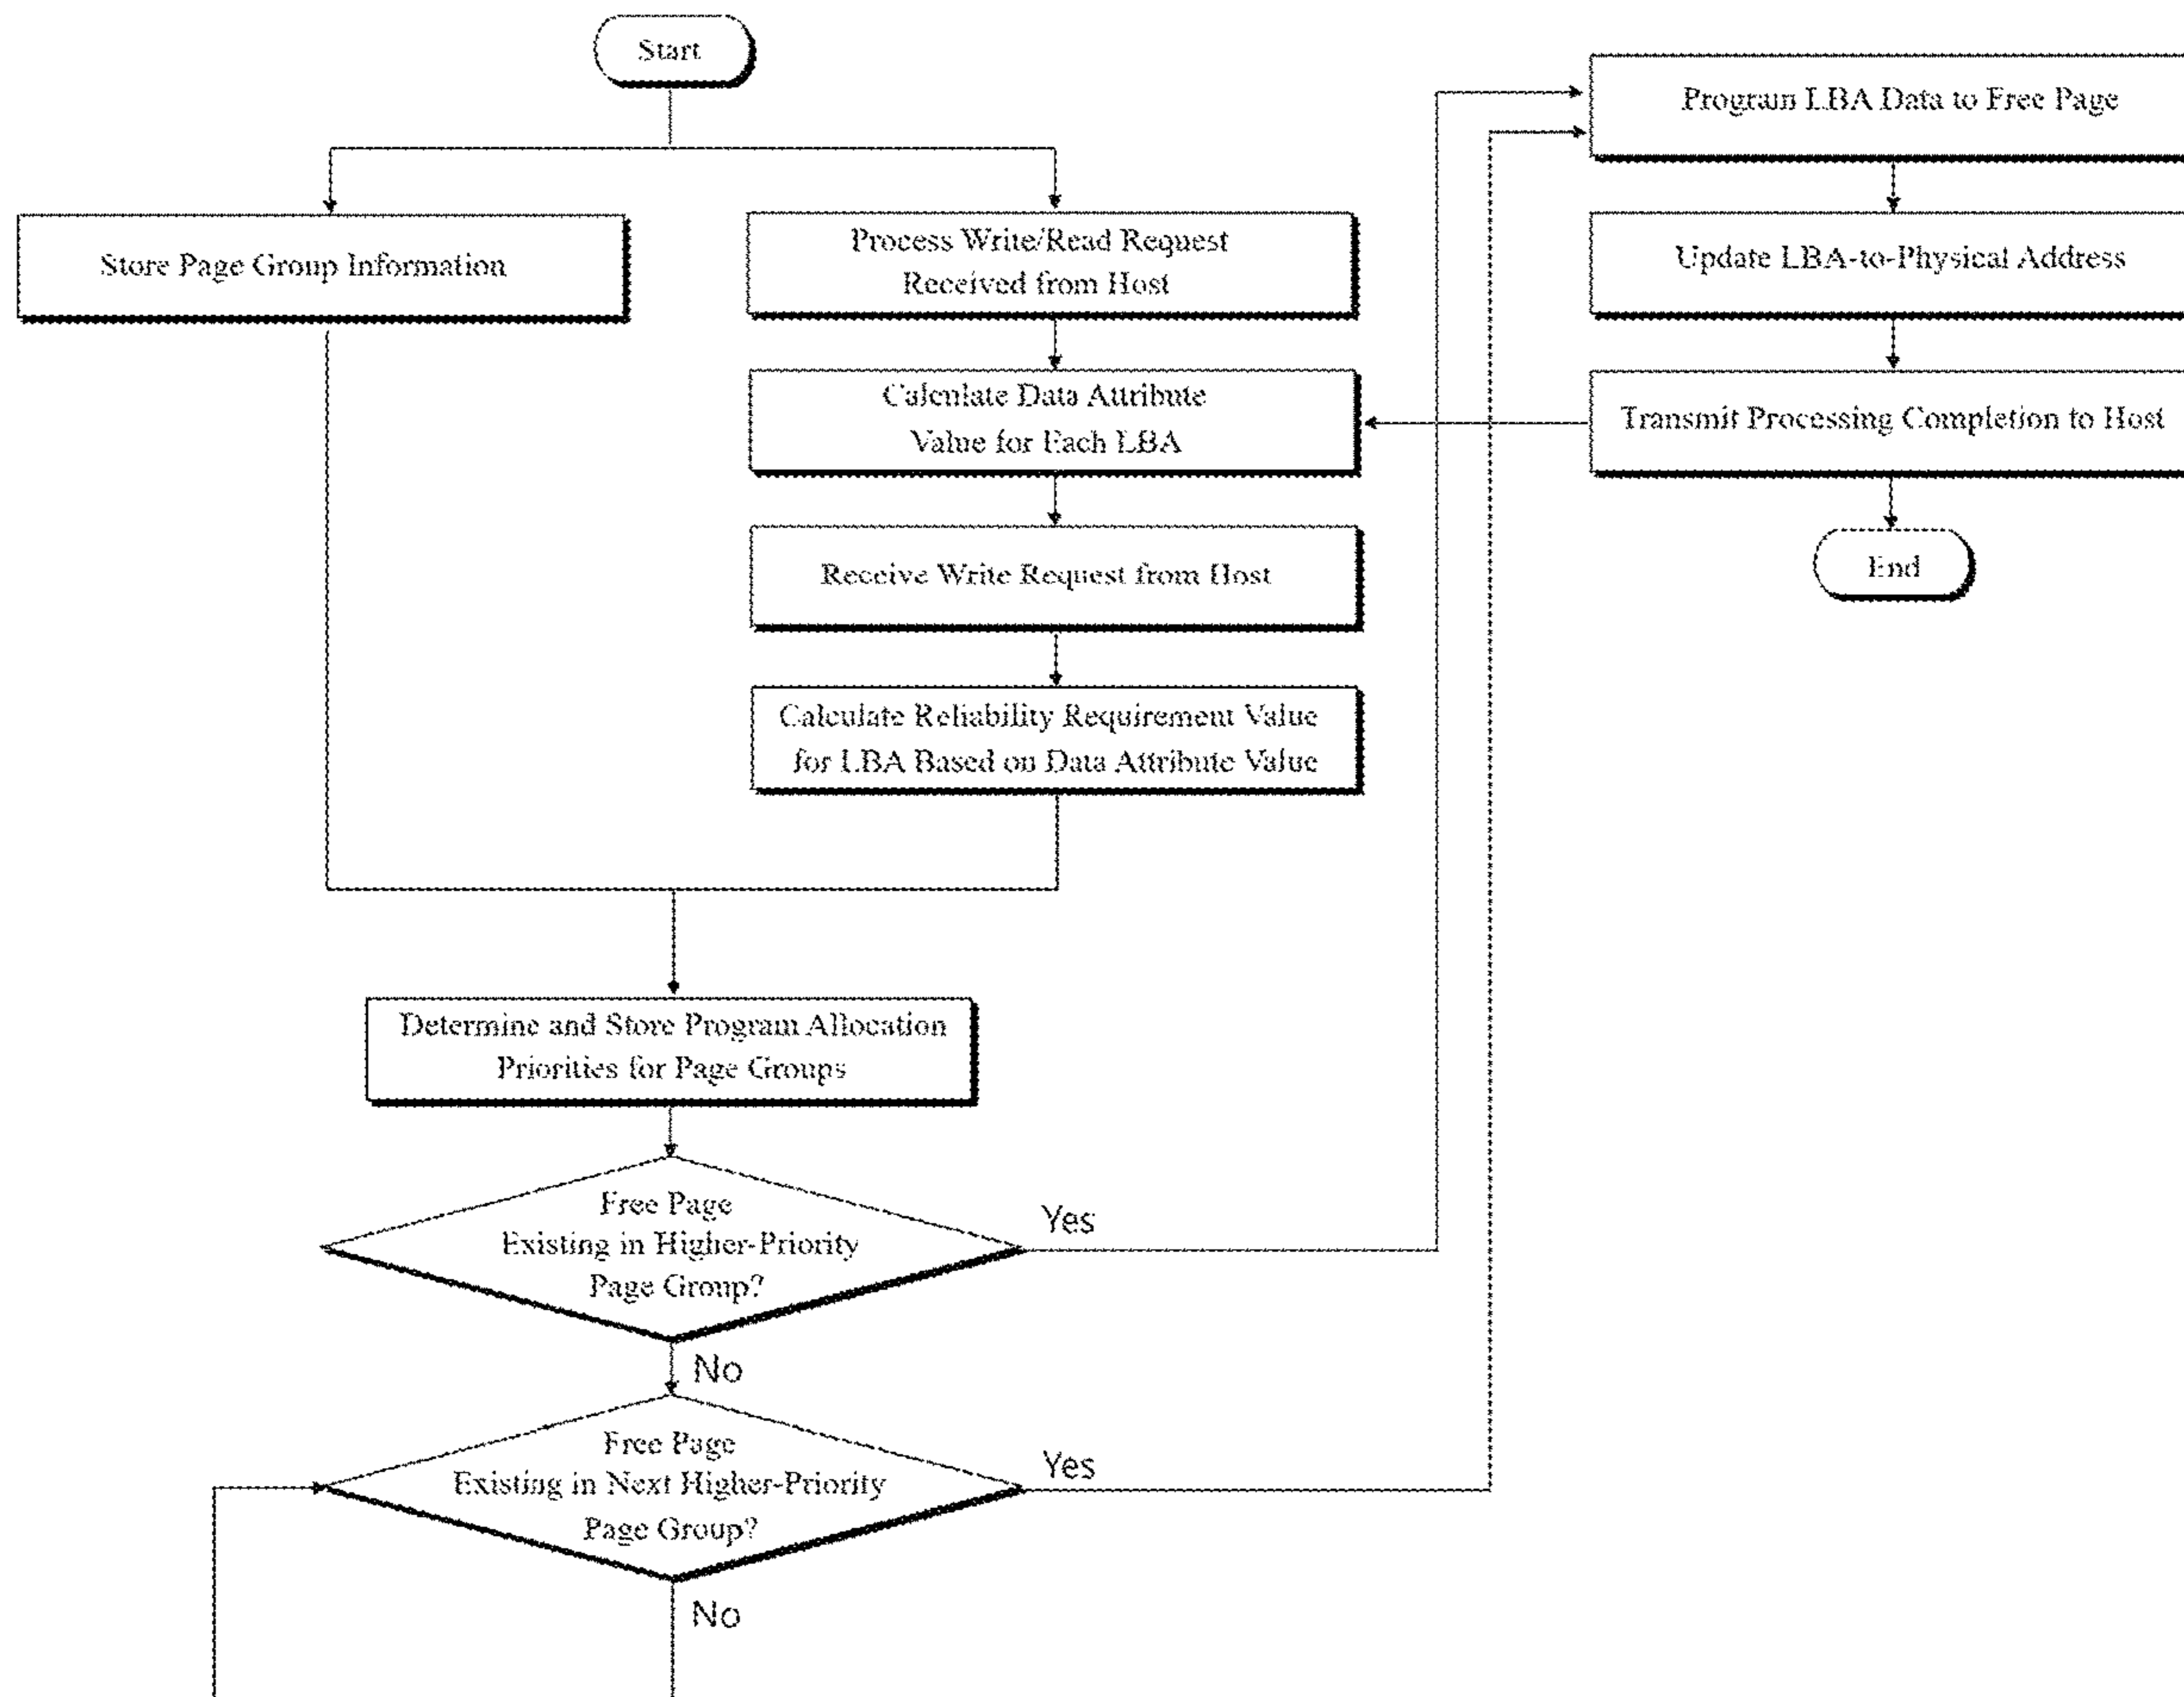 Start
Store Page Group Information
Process Write/Read Request
Received from Host
Calculate Data Attribute
Value for Each LBA
Receive Write Request from Host
Calculate Reliability Requirement Value
for LBA Based on Data Attribute Value
Determine and Store Program Allocation
Priorities for Page Groups
Free Page
Existing in Higher-Priority
Page Group?
Yes
No
Free Page
Existing in Next Higher-Priority
Page Group?
Yes
No
Program LBA Data to Free Page
Update LBA-to-Physical Address
Transmit Processing Completion to Host
End